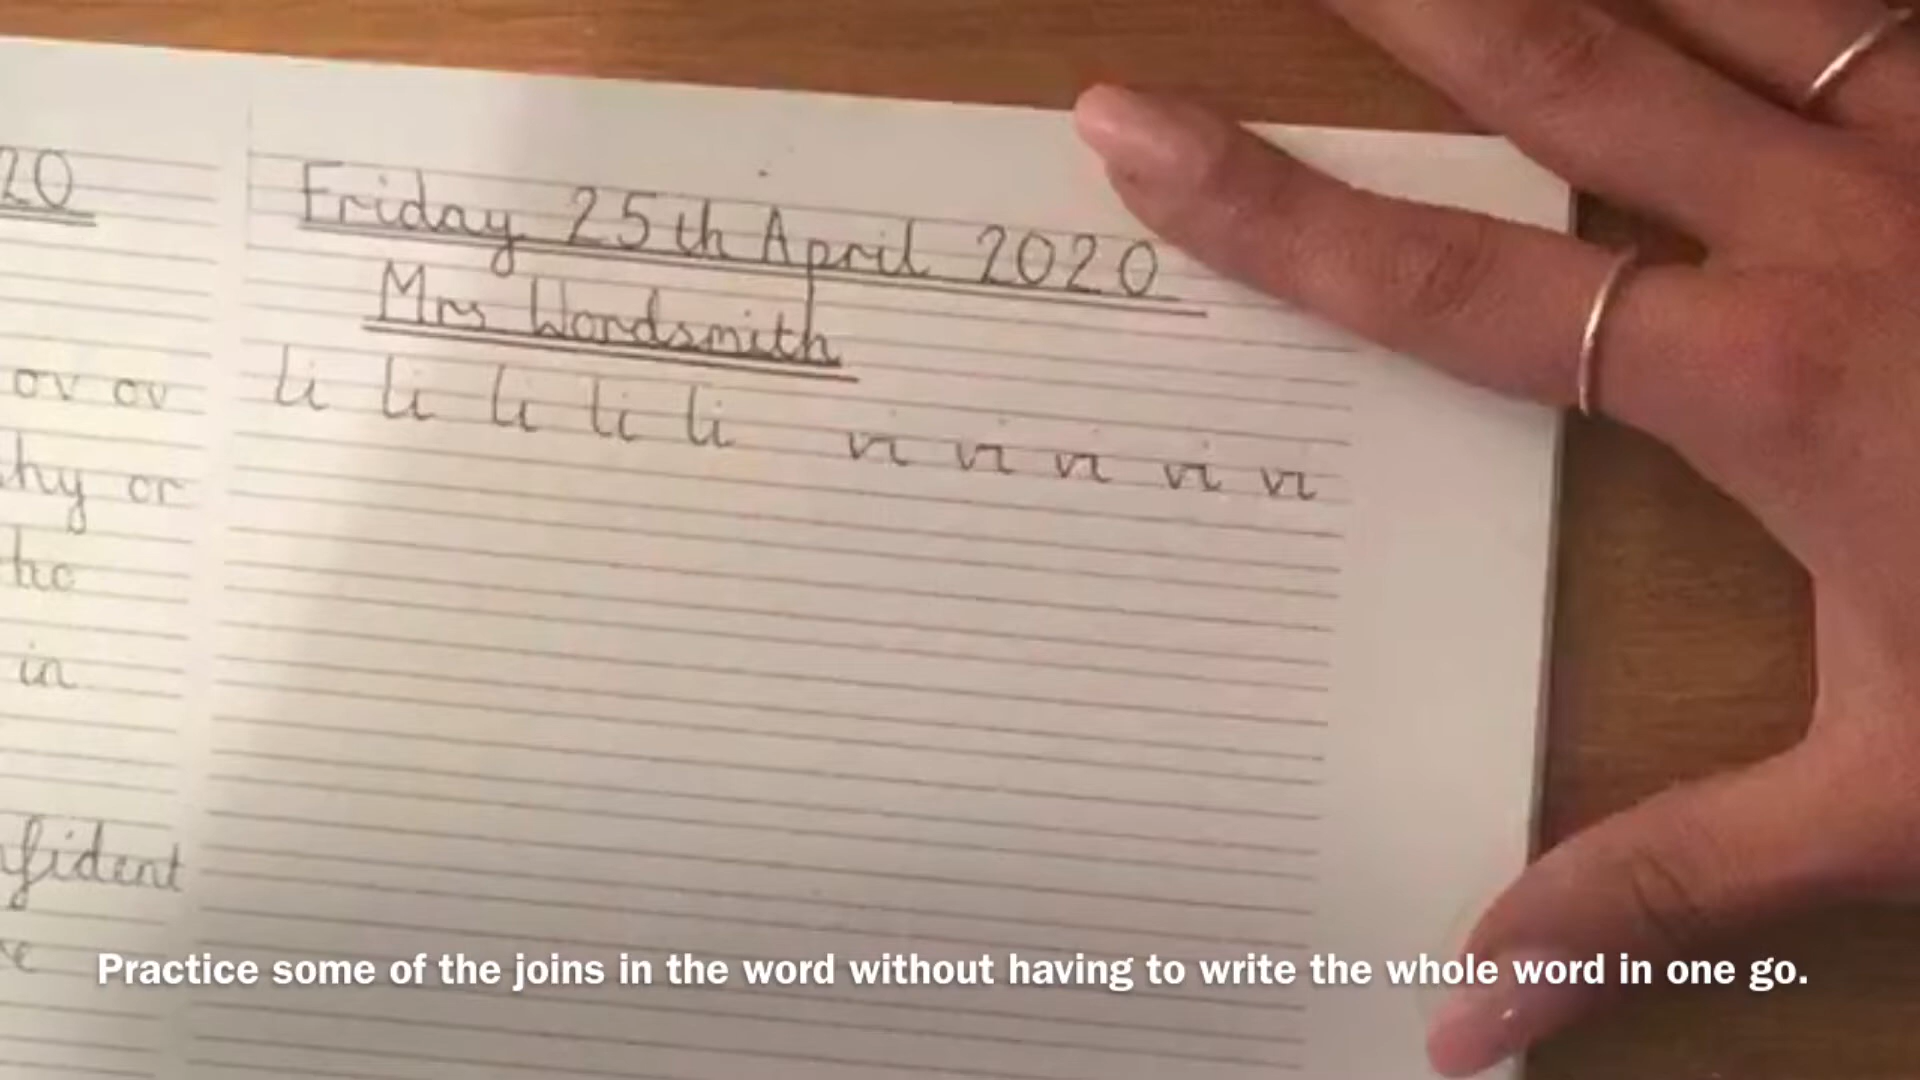 20
ov ov
hy or
in
fident
Friday 25th April 2020
Mrs Wordsmith
li li li li li vi vi vi vi vi
Practice some of the joins in the word without having to write the whole word in one go.